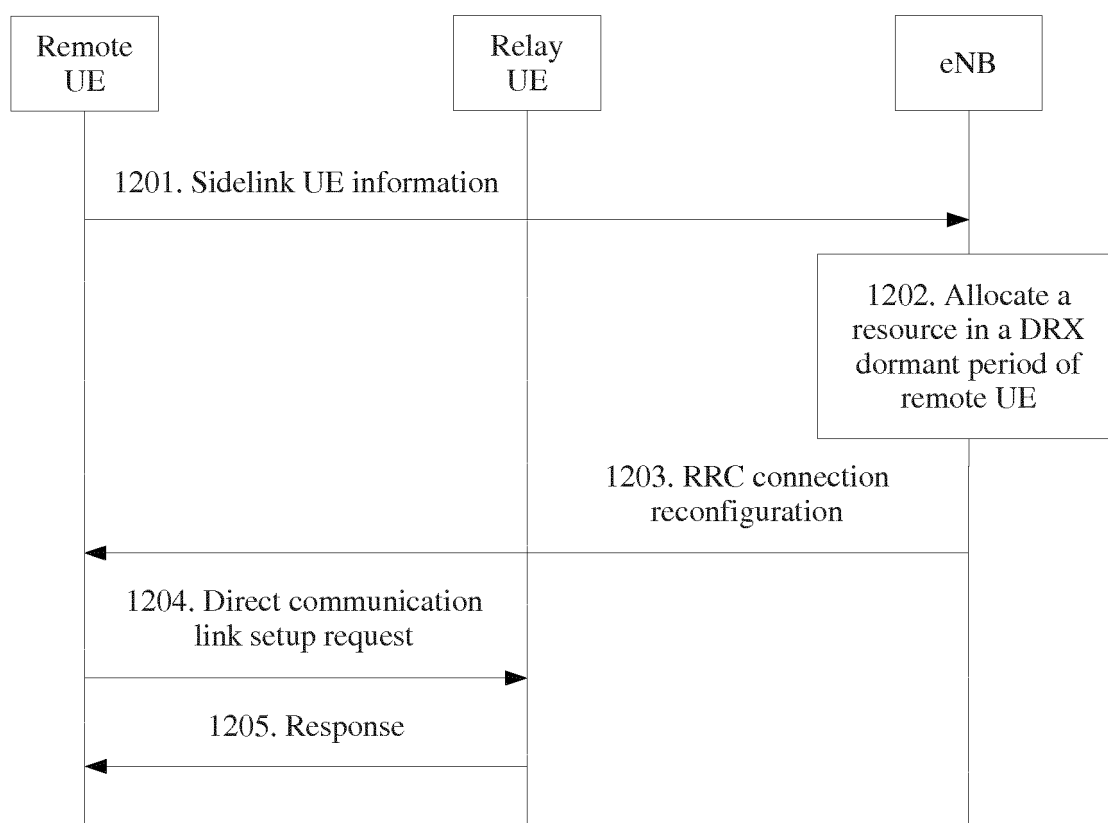 Remote
UE
Relay
UE
eNB
1201. Sidelink UE information
1202. Allocate a
resource in a DRX
dormant period of
remote UE
1203. RRC connection
reconfiguration
1204. Direct communication
link setup request
1205. Response